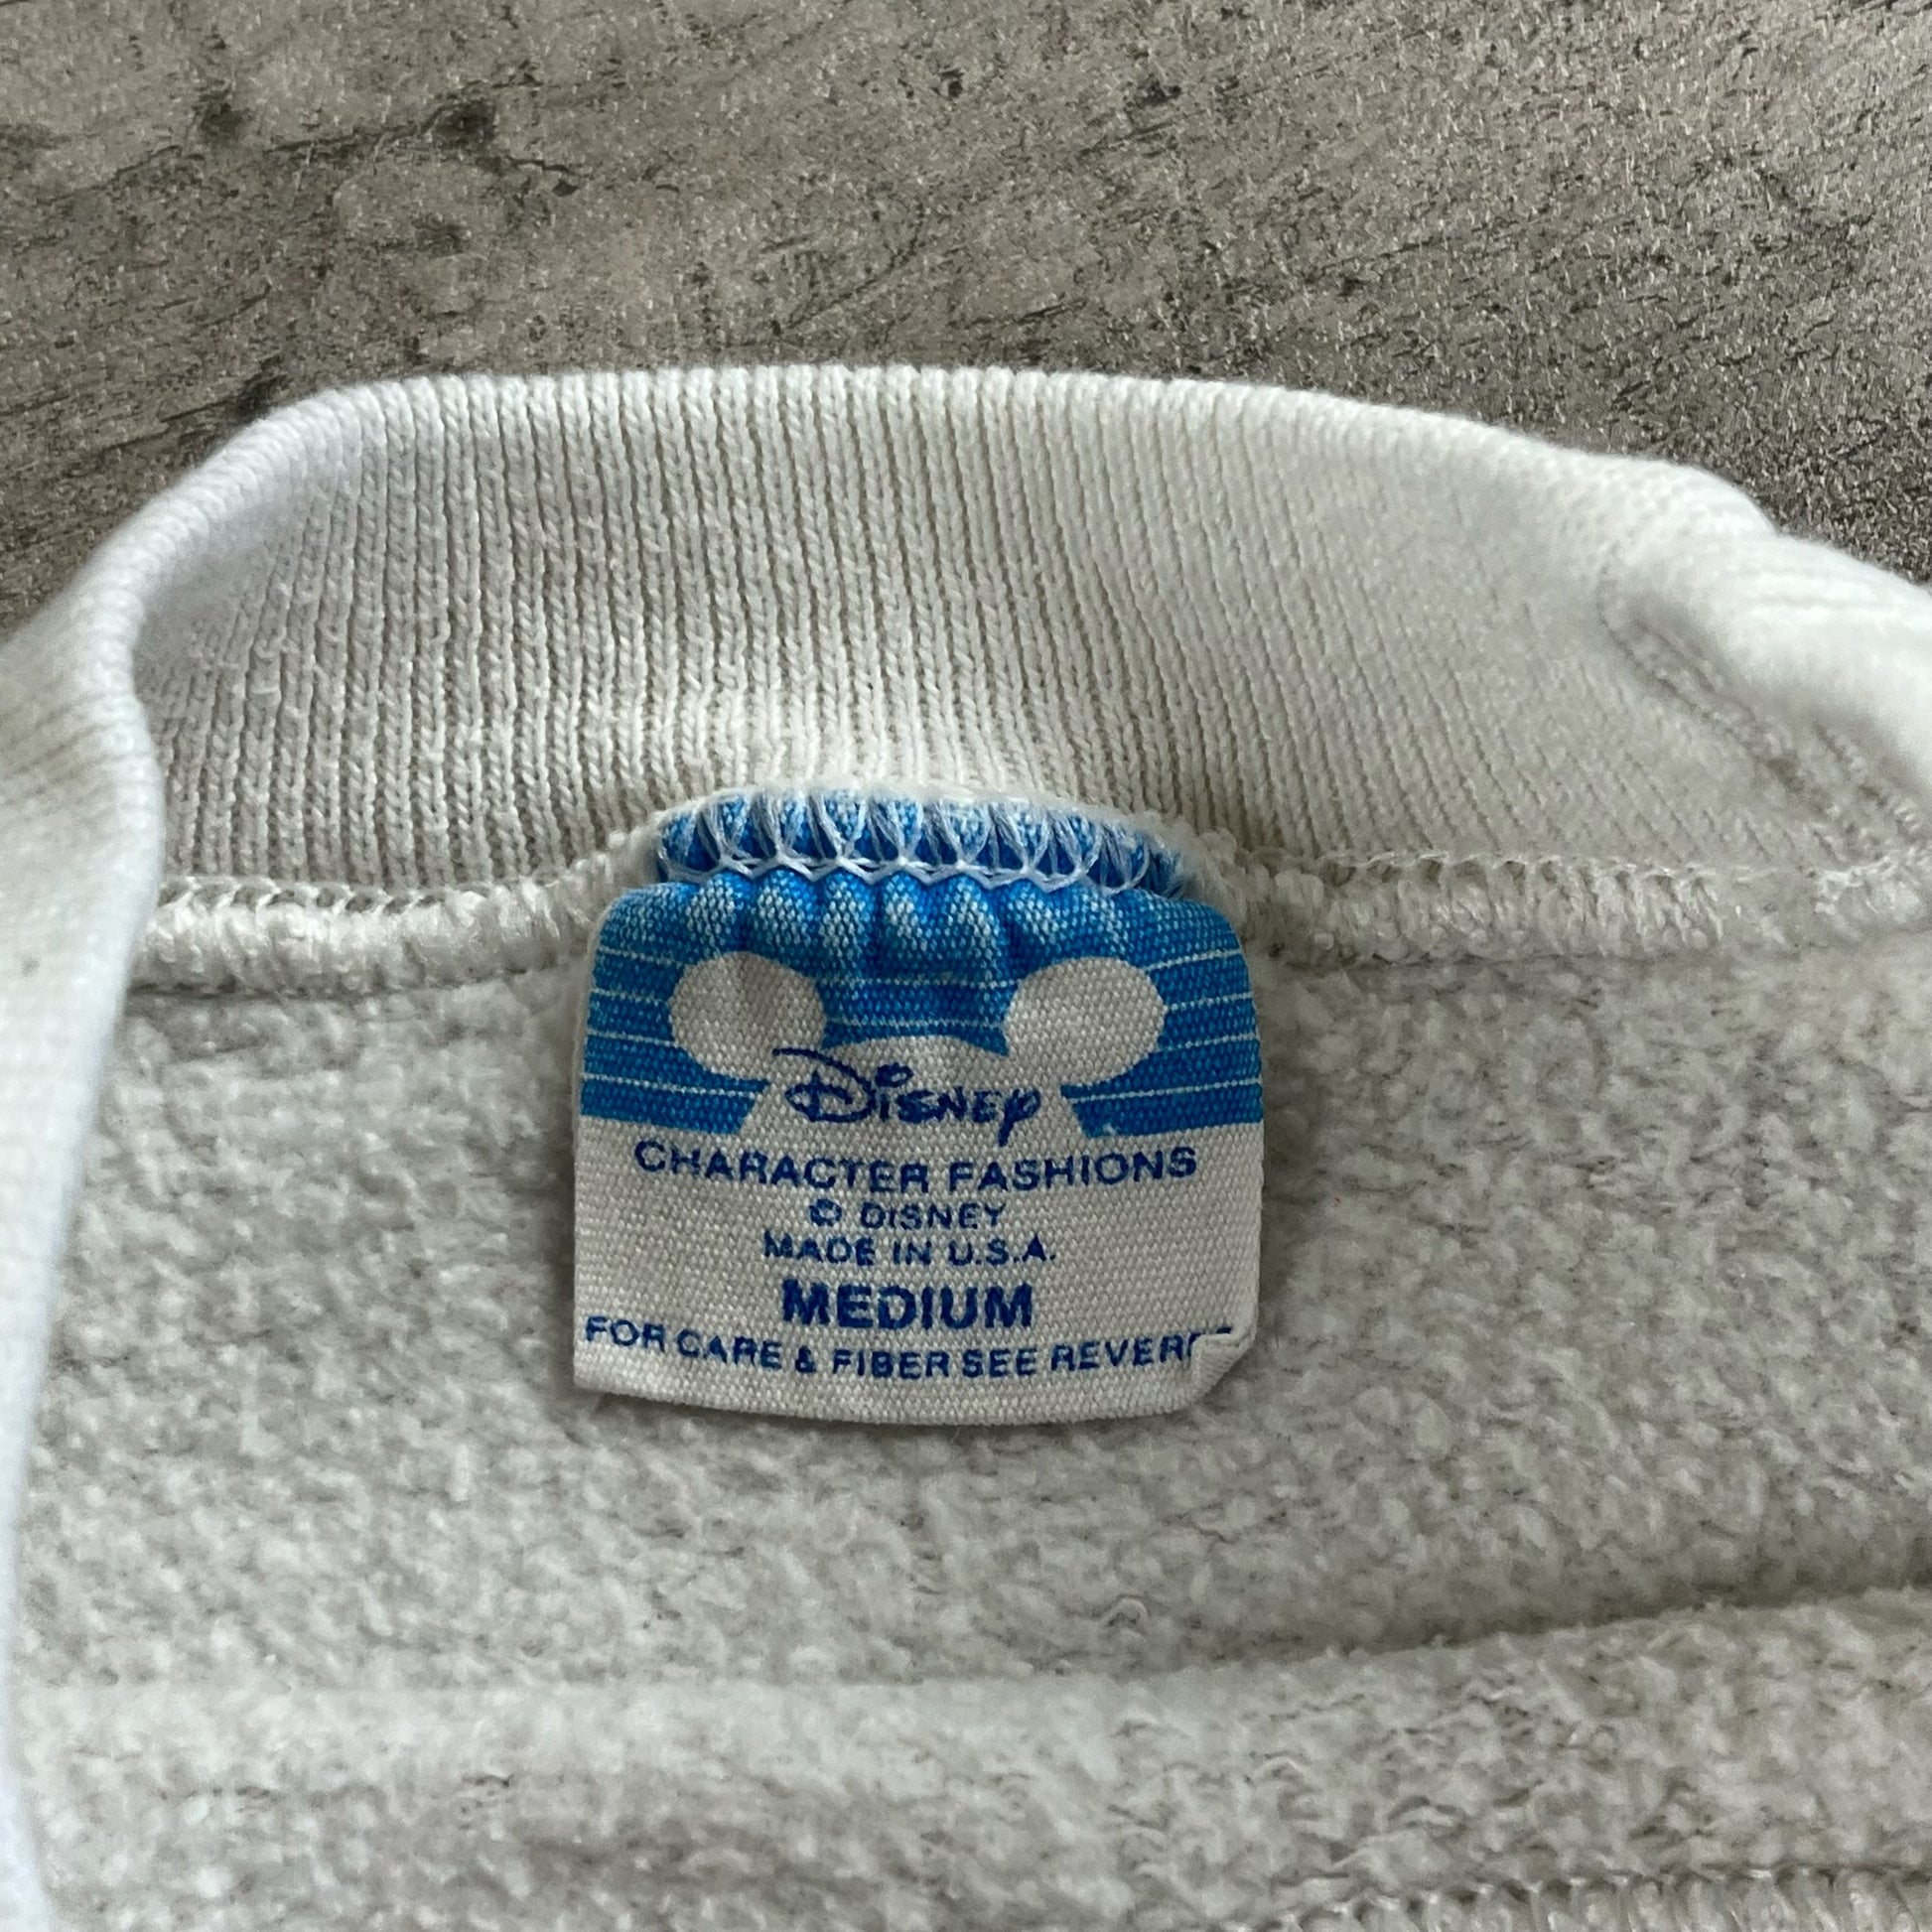 Disney
CHARACTER FASHIONS
© DISNEY
MADE IN U.S.A.
MEDIUM
FOR CARE & FIBER SEE